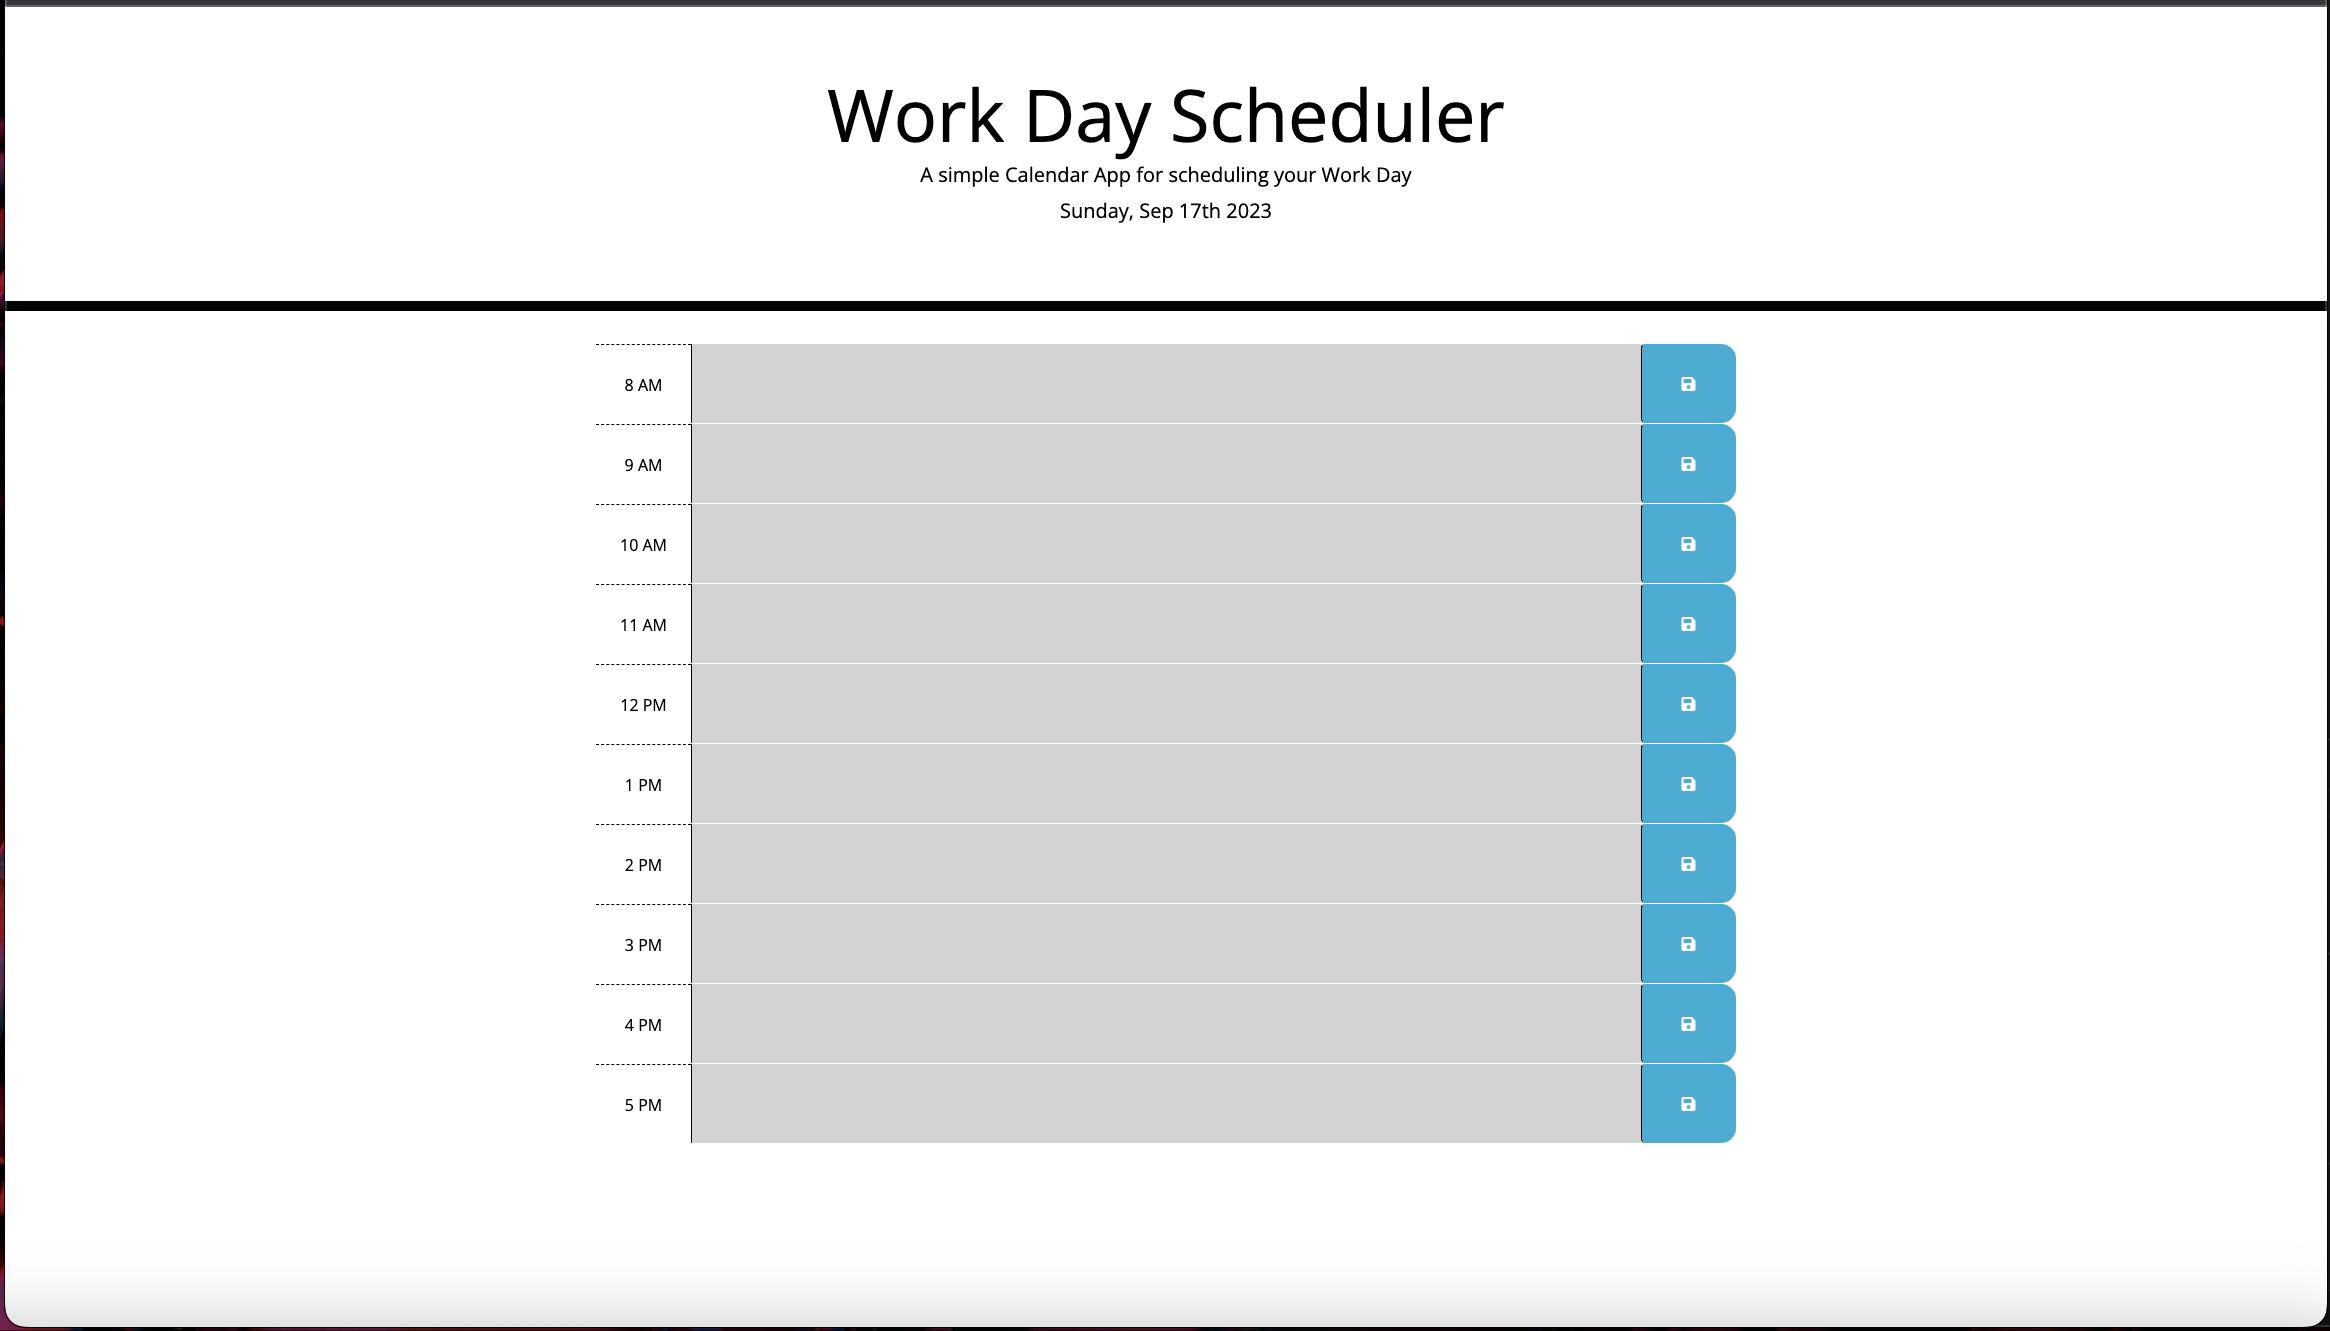 Work Day Scheduler
A simple Calendar App for scheduling your Work Day
Sunday, Sep 17th 2023
8 AM
9 AM
10 AM
11 AM
12 PM
1 PM
2 PM
3 PM
4 PM
5 PM